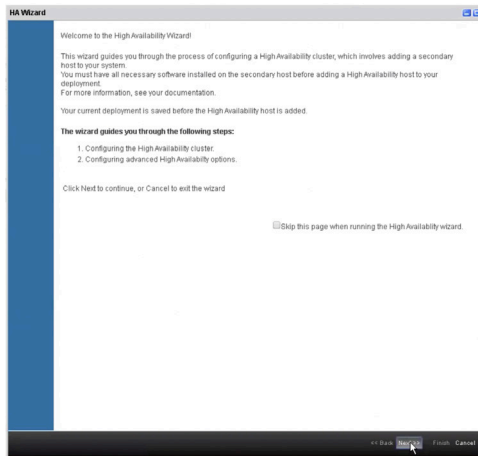 HA Wizard
Welcome to the High Availability Wizard!
This wizard guides you through the process of configuring a High Availability cluster, which involves adding a secondary
host to your system.
You must have all necessary software installed on the secondary host before adding a High Availability host to your
deployment.
For more information, see your documentation.
Your current deployment is saved before the High Availability host is added.
The wizard guides you through the following steps:
1. Configuring the High Availability cluster.
2. Configuring advanced High Availabilty options.
Click Next to continue, or Cancel to exit the wizard
Skip this page when running the High Availablity wizard.
<< Back Next >> Finish Cancel